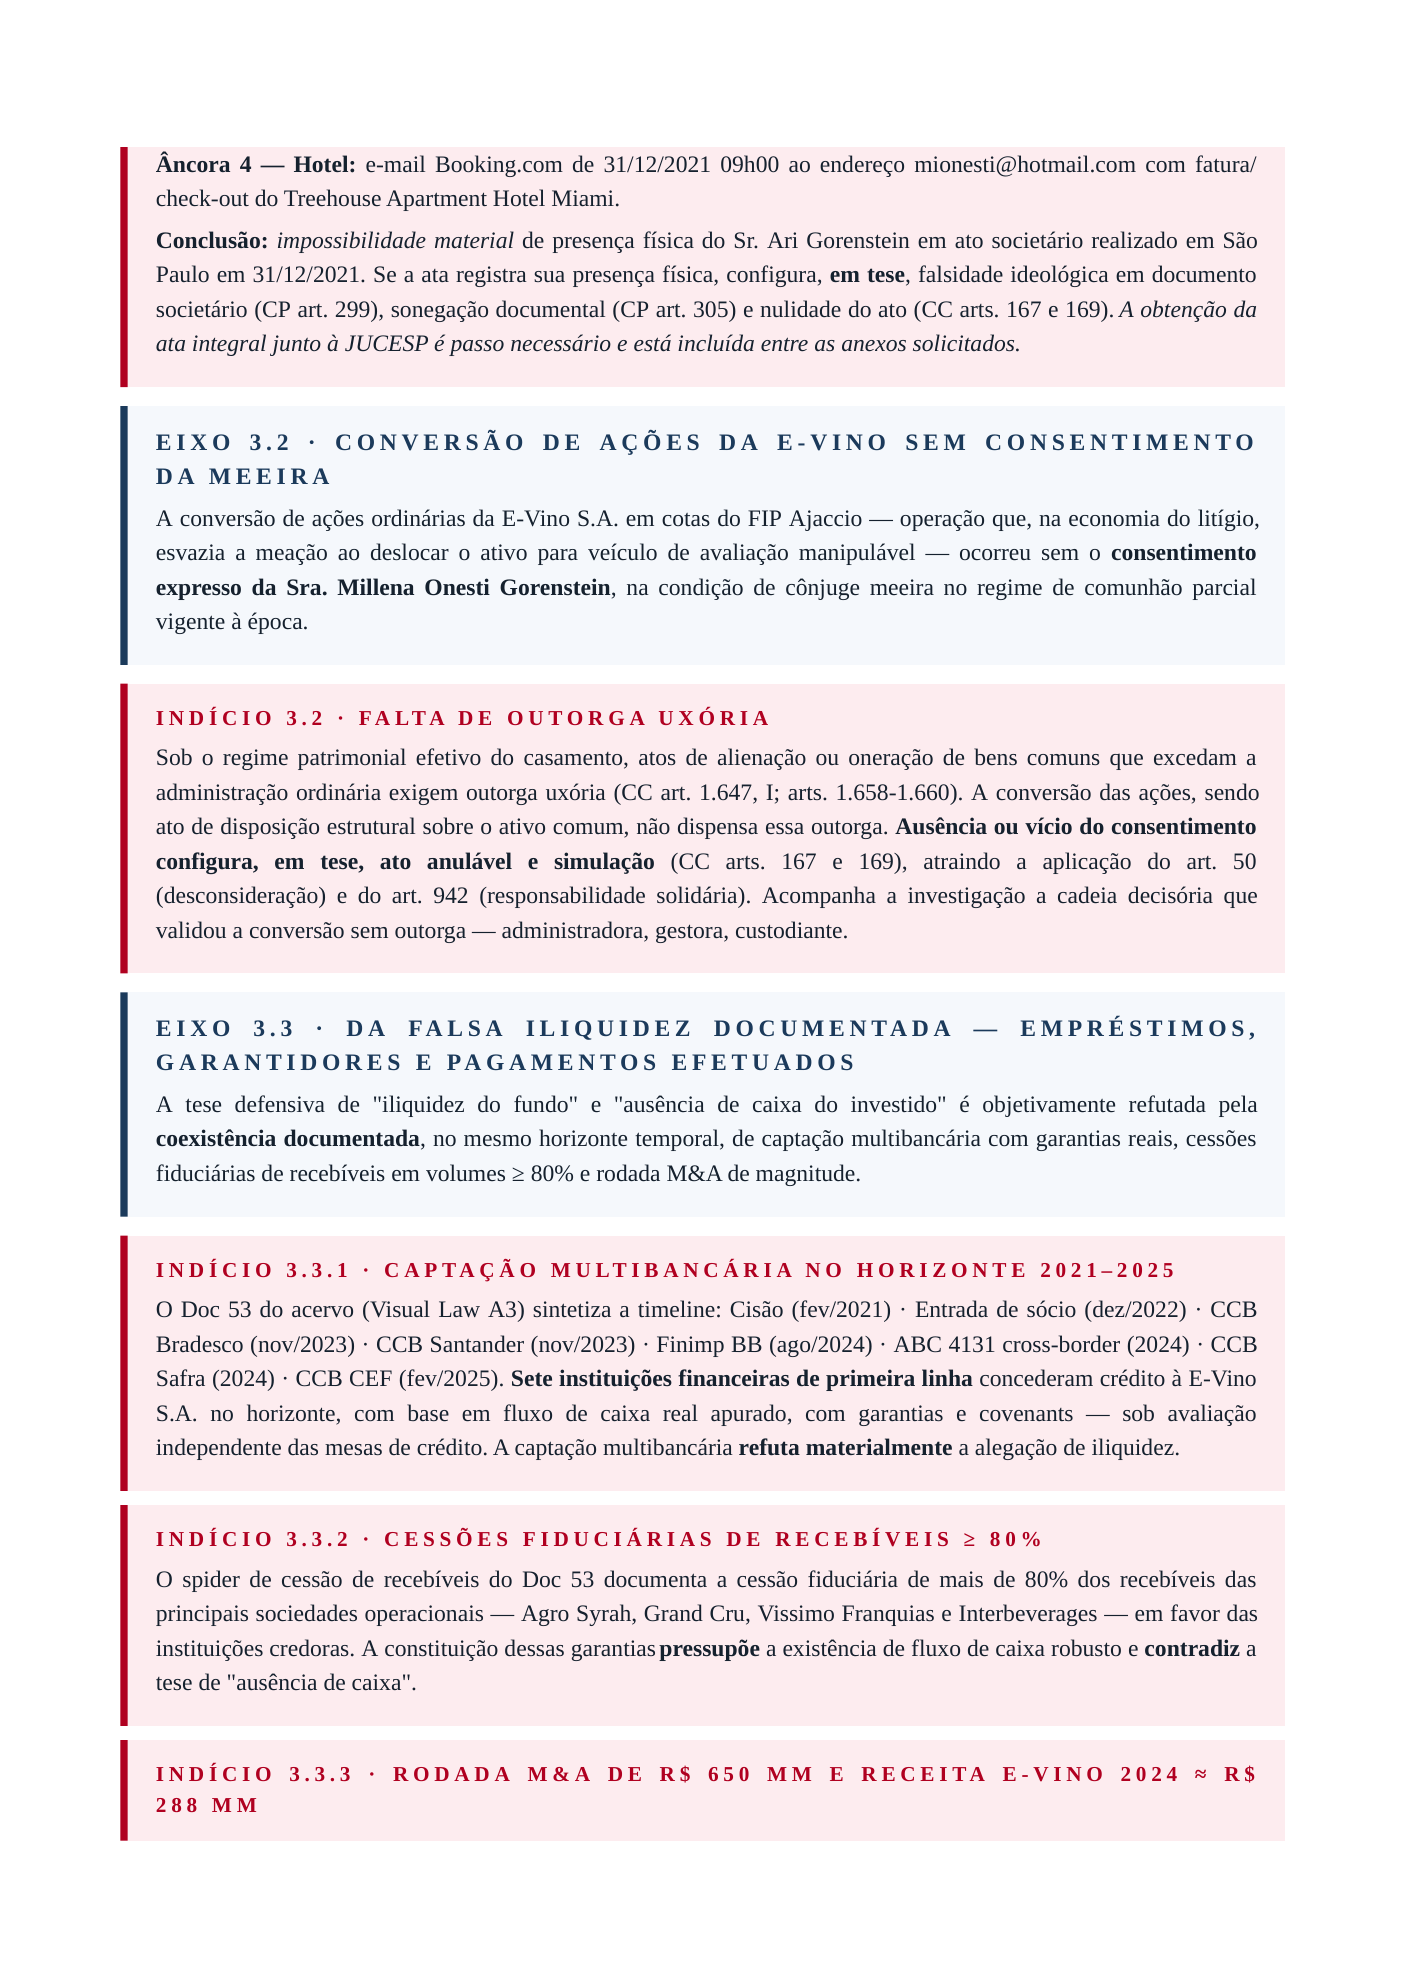 Âncora 4 — Hotel: e-mail Booking.com de 31/12/2021 09h00 ao endereço mionesti@hotmail.com com fatura/
check-out do Treehouse Apartment Hotel Miami.
Conclusão: impossibilidade material de presença física do Sr. Ari Gorenstein em ato societário realizado em São
Paulo em 31/12/2021. Se a ata registra sua presença física, configura, em tese, falsidade ideológica em documento
societário (CP art. 299), sonegação documental (CP art. 305) e nulidade do ato (CC arts. 167 e 169). A obtenção da
ata integral junto à JUCESP é passo necessário e está incluída entre as anexos solicitados.
EIXO 3.2 · CONVERSÃO DE AÇÕES DA E-VINO SEM CONSENTIMENTO
DA MEEIRA
A conversão de ações ordinárias da E-Vino S.A. em cotas do FIP Ajaccio — operação que, na economia do litígio,
esvazia a meação ao deslocar o ativo para veículo de avaliação manipulável — ocorreu sem o consentimento
expresso da Sra. Millena Onesti Gorenstein, na condição de cônjuge meeira no regime de comunhão parcial
vigente à época.
INDÍCIO 3.2 · FALTA DE OUTORGA UXÓRIA
Sob o regime patrimonial efetivo do casamento, atos de alienação ou oneração de bens comuns que excedam a
administração ordinária exigem outorga uxória (CC art. 1.647, I; arts. 1.658-1.660). A conversão das ações, sendo
ato de disposição estrutural sobre o ativo comum, não dispensa essa outorga. Ausência ou vício do consentimento
configura, em tese, ato anulável e simulação (CC arts. 167 e 169), atraindo a aplicação do art. 50
(desconsideração) e do art. 942 (responsabilidade solidária). Acompanha a investigação a cadeia decisória que
validou a conversão sem outorga — administradora, gestora, custodiante.
EIXO 3.3 · DA FALSA ILIQUIDEZ DOCUMENTADA — EMPRÉSTIMOS,
GARANTIDORES E PAGAMENTOS EFETUADOS
A tese defensiva de "iliquidez do fundo" e "ausência de caixa do investido" é objetivamente refutada pela
coexistência documentada, no mesmo horizonte temporal, de captação multibancária com garantias reais, cessões
fiduciárias de recebíveis em volumes ≥ 80% e rodada M&A de magnitude.
INDÍCIO 3.3.1 · CAPTAÇÃO MULTIBANCÁRIA NO HORIZONTE 2021–2025
O Doc 53 do acervo (Visual Law A3) sintetiza a timeline: Cisão (fev/2021) · Entrada de sócio (dez/2022) · CCB
Bradesco (nov/2023) · CCB Santander (nov/2023) · Finimp BB (ago/2024) · ABC 4131 cross-border (2024) · CCB
Safra (2024) · CCB CEF (fev/2025). Sete instituições financeiras de primeira linha concederam crédito à E-Vino
S.A. no horizonte, com base em fluxo de caixa real apurado, com garantias e covenants — sob avaliação
independente das mesas de crédito. A captação multibancária refuta materialmente a alegação de iliquidez.
INDÍCIO 3.3.2 · CESSÕES FIDUCIÁRIAS DE RECEBÍVEIS ≥ 80%
O spider de cessão de recebíveis do Doc 53 documenta a cessão fiduciária de mais de 80% dos recebíveis das
principais sociedades operacionais — Agro Syrah, Grand Cru, Vissimo Franquias e Interbeverages — em favor das
instituições credoras. A constituição dessas garantias pressupõe a existência de fluxo de caixa robusto e contradiz a
tese de "ausência de caixa".
INDÍCIO 3.3.3 · RODADA M&A DE R$ 650 MM E RECEITA E-VINO 2024 ≈ R$
288 MM